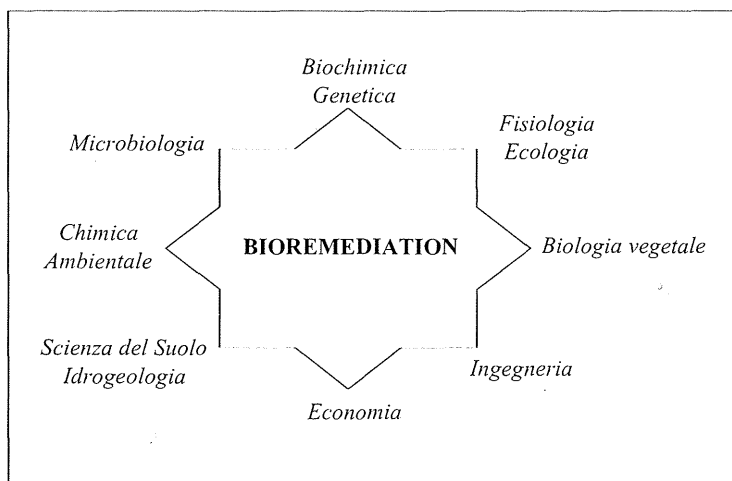 Biochimica
Genetica
Fisiologia
Ecologia
Microbiologia
Chimica
Ambientale
BIOREMEDIATION
Biologia vegetale
Scienza del Suolo
Idrogeologia
Ingegneria
Economia